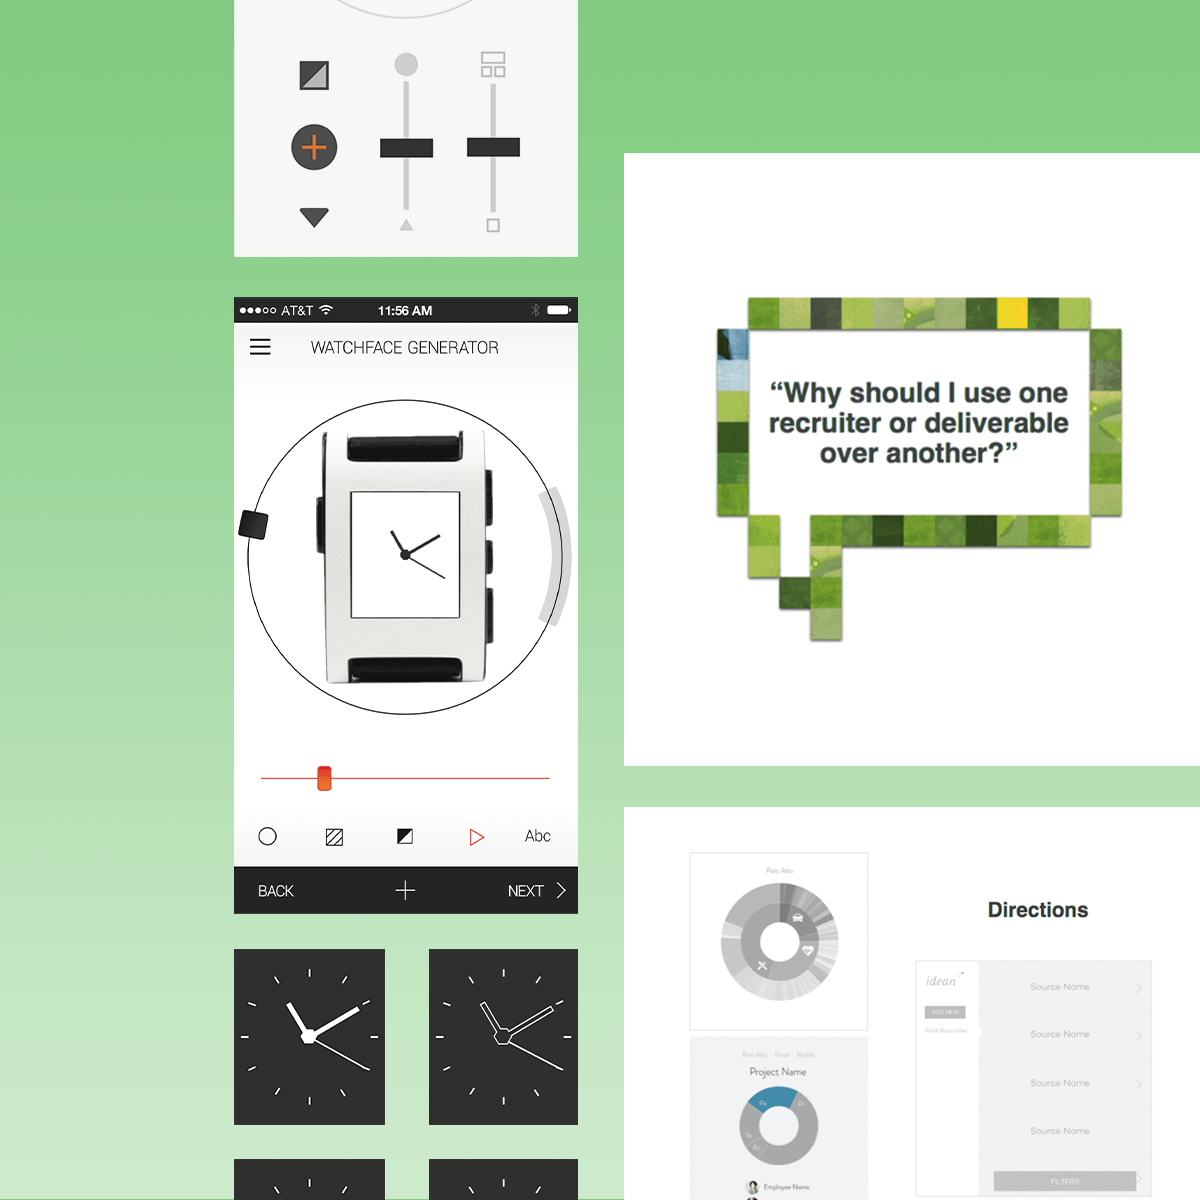 AT&T
11:56 AM
WATCHFACE GENERATOR
Abc
BACK
NEXT
“Why should I use one
recruiter or deliverable
over another?”
Palo Alto
Directions
idean
ADD NEW
Find Recruiter
Source Name
Source Name
Source Name
Source Name
FILTERS
Palo Alto - Food - Mobile
Project Name
Pe
Employee Name